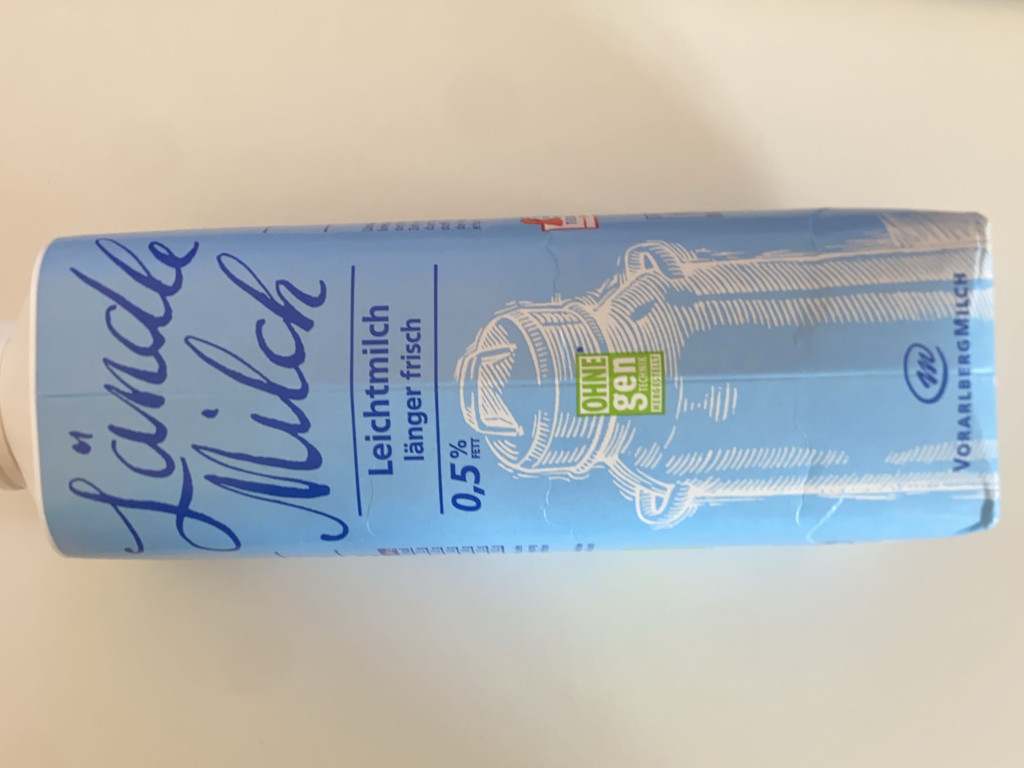 Ländle
Milch
Leichtmilch
länger frisch
0,5%
FETT
OHNE
gen
TECHNIK
HERGESTELLT
m
VORARLBERGMILCH